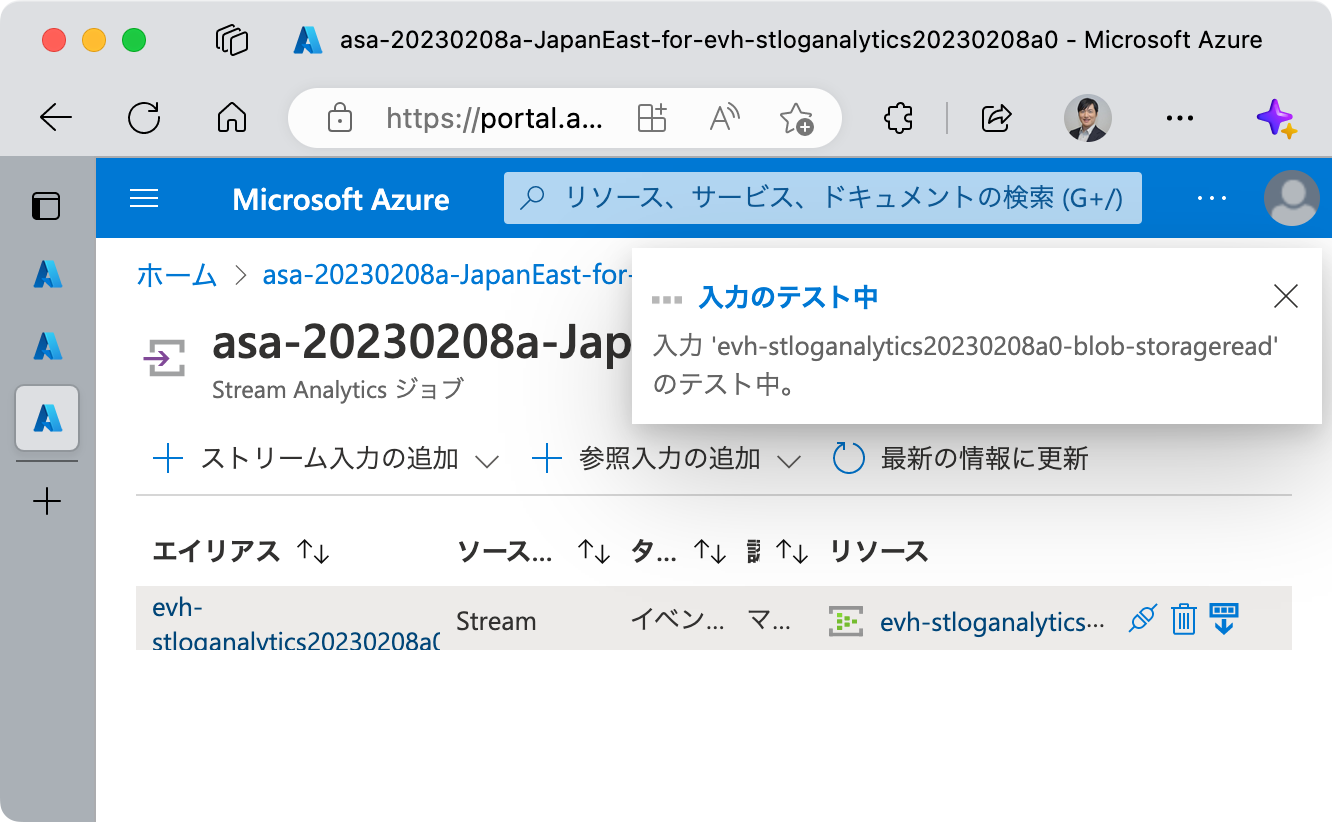 asa-20230208a-JapanEast-for-evh-stloganalytics20230208a0 - Microsoft Azure
https://portal.a...
Microsoft Azure
リソース、サービス、ドキュメントの検索 (G+/)
ホーム > asa-20230208a-JapanEast-for-
入力のテスト中
入力 'evh-stloganalytics20230208a0-blob-storageread'
のテスト中。
asa-20230208a-Jap
Stream Analytics ジョブ
ストリーム入力の追加
参照入力の追加
最新の情報に更新
エイリアス ソース... タ... リソース
evh-
stloganalytics20230208a0
Stream
イベン...
マ...
evh-stloganalytics...